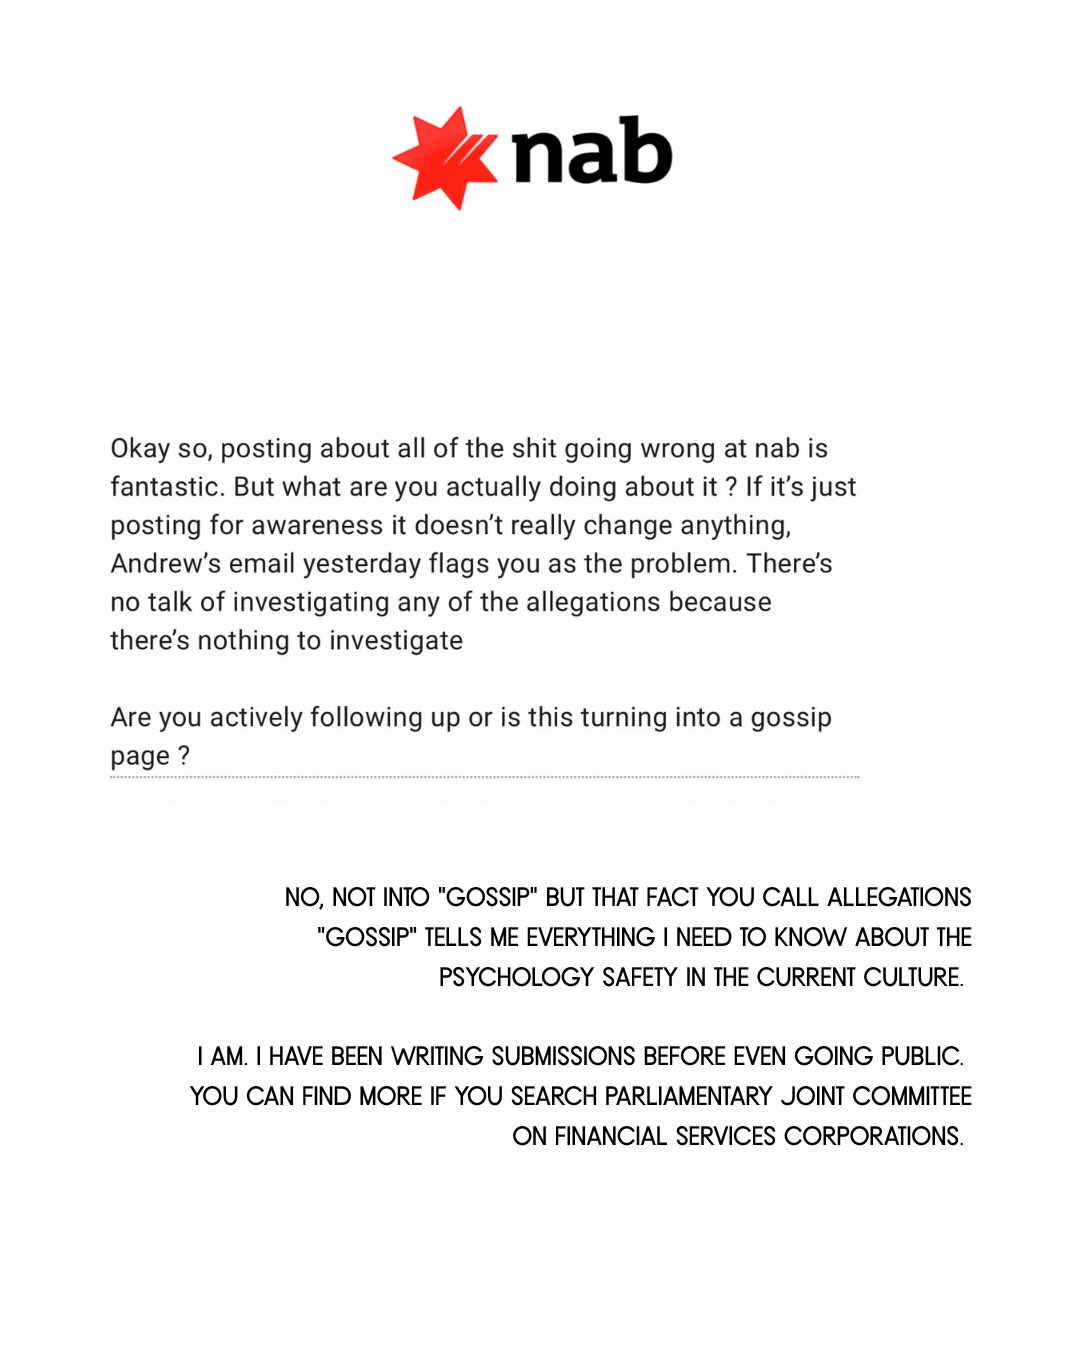 nab
Okay so, posting about all of the shit going wrong at nab is
fantastic. But what are you actually doing about it ? If it’s just
posting for awareness it doesn’t really change anything,
Andrew’s email yesterday flags you as the problem. There’s
no talk of investigating any of the allegations because
there’s nothing to investigate
Are you actively following up or is this turning into a gossip
page ?
NO, NOT INTO "GOSSIP" BUT THAT FACT YOU CALL ALLEGATIONS
"GOSSIP" TELLS ME EVERYTHING I NEED TO KNOW ABOUT THE
PSYCHOLOGY SAFETY IN THE CURRENT CULTURE.
I AM. I HAVE BEEN WRITING SUBMISSIONS BEFORE EVEN GOING PUBLIC.
YOU CAN FIND MORE IF YOU SEARCH PARLIAMENTARY JOINT COMMITTEE
ON FINANCIAL SERVICES CORPORATIONS.